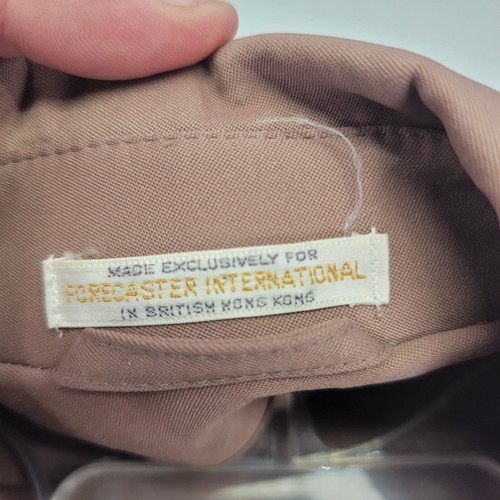 MADE EXCLUSIVELY FOR
FORECASTER INTERNATIONAL
IN BRITISH HONG KONG